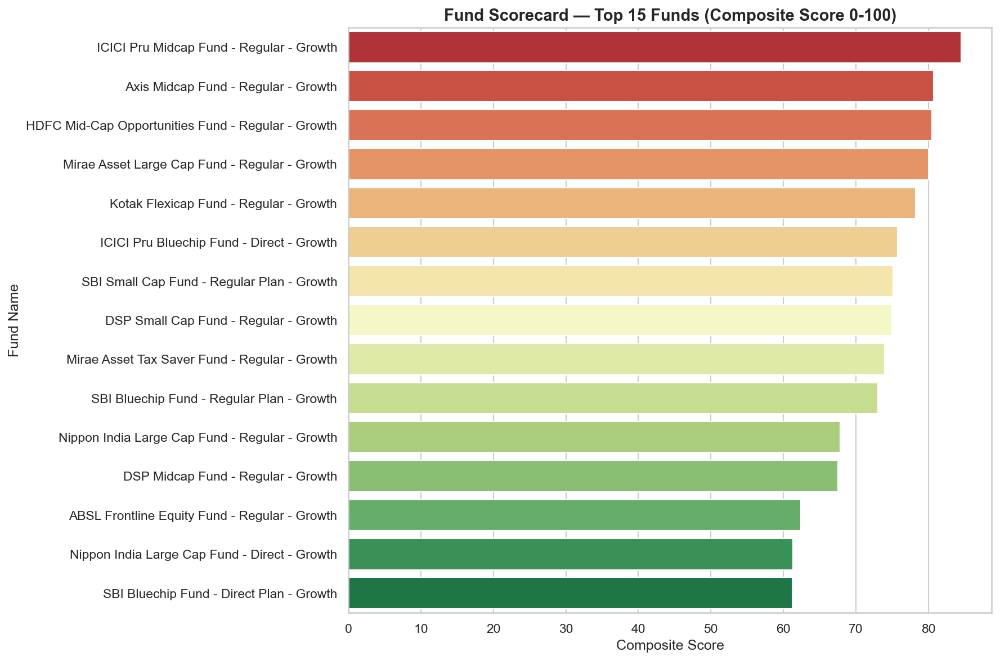 Fund Scorecard — Top 15 Funds (Composite Score 0-100)
Fund Name
ICICI Pru Midcap Fund - Regular - Growth
Axis Midcap Fund - Regular - Growth
HDFC Mid-Cap Opportunities Fund - Regular - Growth
Mirae Asset Large Cap Fund - Regular - Growth
Kotak Flexicap Fund - Regular - Growth
ICICI Pru Bluechip Fund - Direct - Growth
SBI Small Cap Fund - Regular Plan - Growth
DSP Small Cap Fund - Regular - Growth
Mirae Asset Tax Saver Fund - Regular - Growth
SBI Bluechip Fund - Regular Plan - Growth
Nippon India Large Cap Fund - Regular - Growth
DSP Midcap Fund - Regular - Growth
ABSL Frontline Equity Fund - Regular - Growth
Nippon India Large Cap Fund - Direct - Growth
SBI Bluechip Fund - Direct Plan - Growth
0 10 20 30 40 50 60 70 80
Composite Score